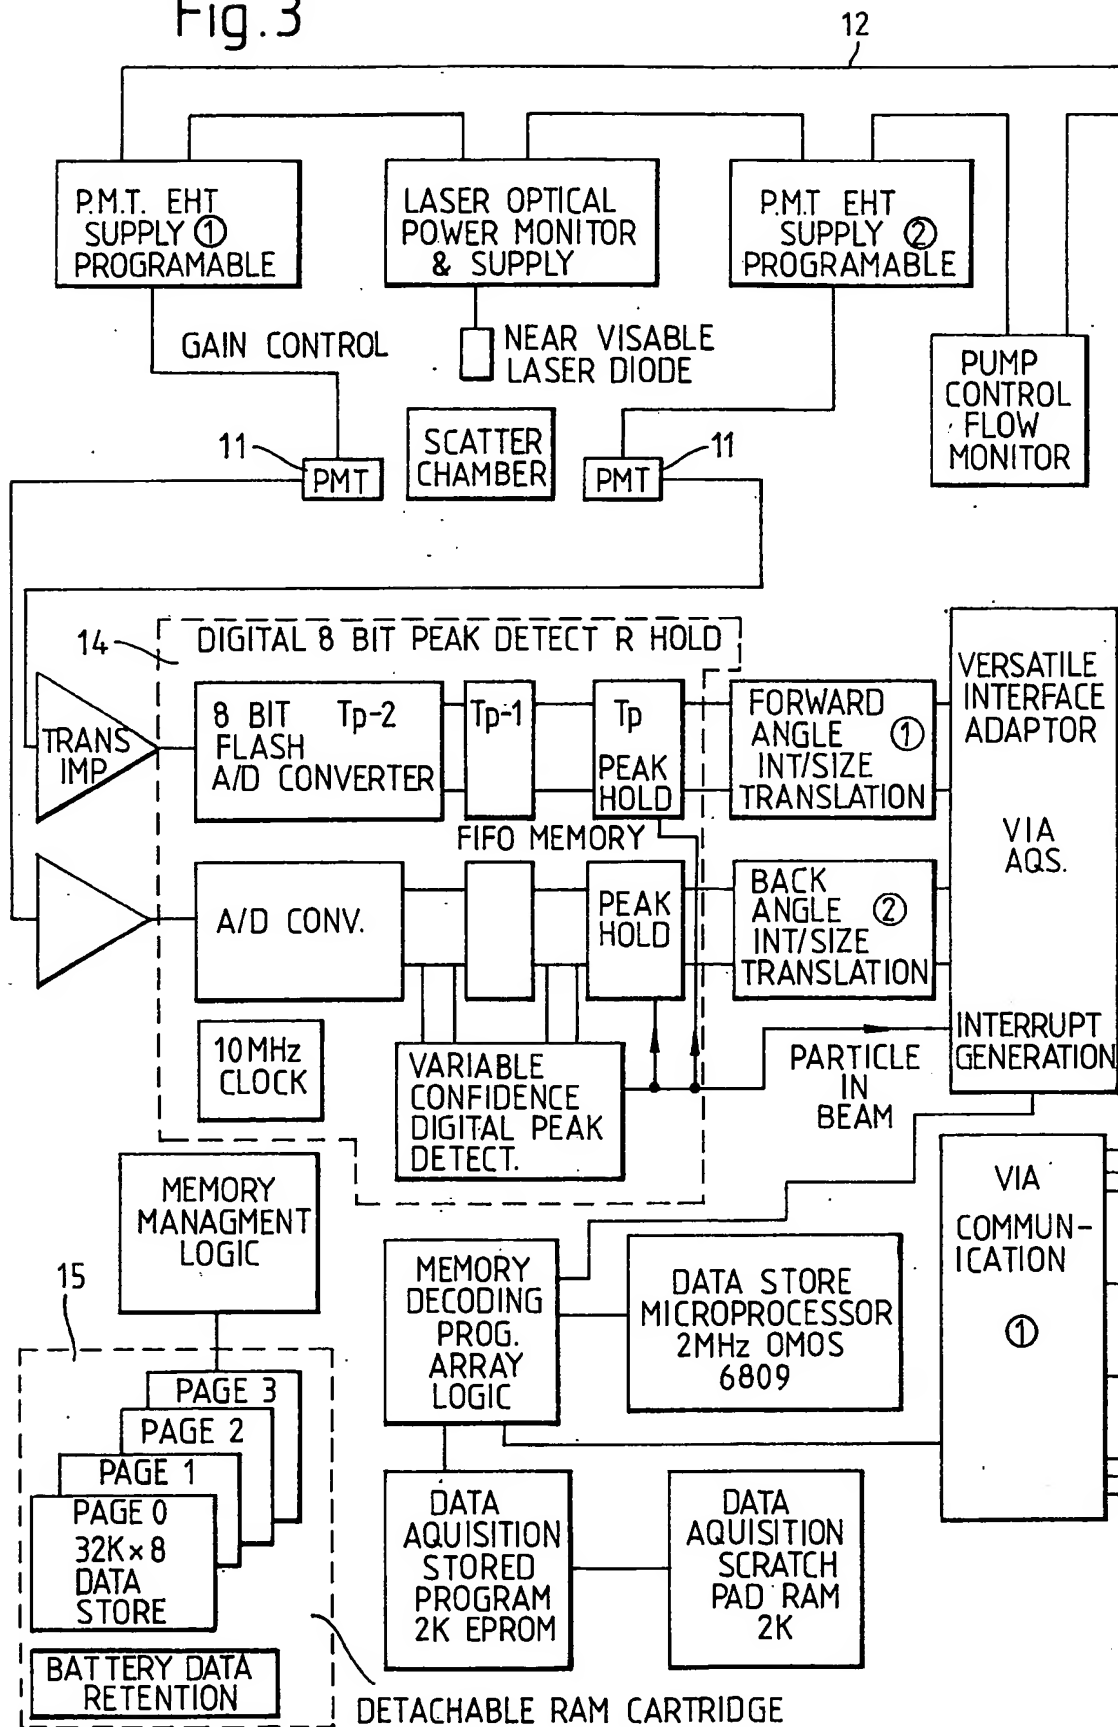 Fig.3
12
P.M.T. EHT
SUPPLY ①
PROGRAMABLE
LASER OPTICAL
POWER MONITOR
& SUPPLY
P.M.T EHT
SUPPLY ②
PROGRAMABLE
GAIN CONTROL
NEAR VISABLE
LASER DIODE
PUMP
CONTROL
FLOW
MONITOR
11
PMT
SCATTER
CHAMBER
PMT
11
14
DIGITAL 8 BIT PEAK DETECT R HOLD
TRANS
IMP
8 BIT Tp-2
FLASH
A/D CONVERTER
Tp-1
Tp
PEAK
HOLD
FORWARD
ANGLE ①
INT/SIZE
TRANSLATION
VERSATILE
INTERFACE
ADAPTOR
VIA
AQS.
INTERRUPT
GENERATION
FIFO MEMORY
A/D CONV.
PEAK
HOLD
BACK
ANGLE ②
INT/SIZE
TRANSLATION
10MHz
CLOCK
VARIABLE
CONFIDENCE
DIGITAL PEAK
DETECT.
PARTICLE
IN
BEAM
MEMORY
MANAGMENT
LOGIC
MEMORY
DECODING
PROG.
ARRAY
LOGIC
DATA STORE
MICROPROCESSOR
2MHz OMOS
6809
VIA
COMMUN-
ICATION
①
15
PAGE 3
PAGE 2
PAGE 1
PAGE 0
32K×8
DATA
STORE
BATTERY DATA
RETENTION
DATA
AQUISITION
STORED
PROGRAM
2K EPROM
DATA
AQUISITION
SCRATCH
PAD RAM
2K
DETACHABLE RAM CARTRIDGE